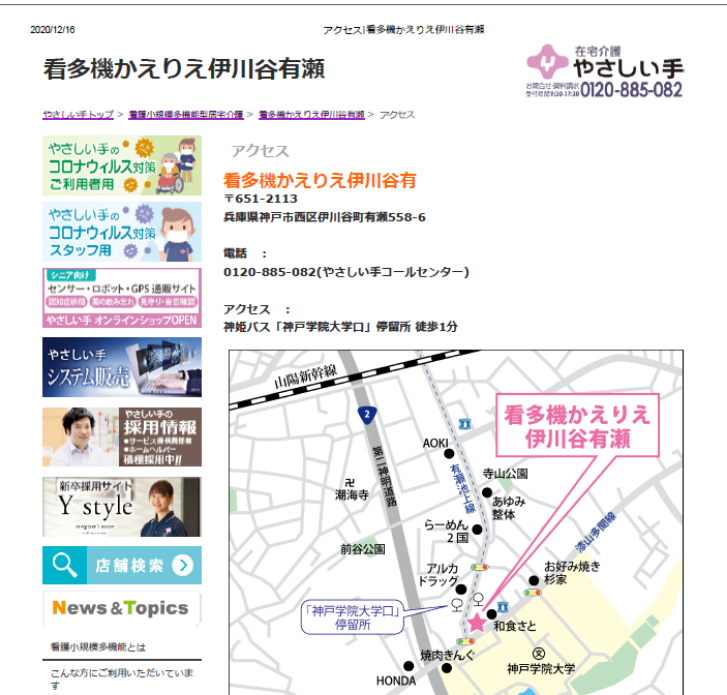 2020/12/16
アクセス|看多機かえりえ伊川谷有瀬
看多機かえりえ伊川谷有瀬
在宅介護
やさしい手
お問合せ・資料請求
受付時間9:00-17:30 0120-885-082
やさしい手トップ > 看護小規模多機能型居宅介護 > 看多機かえりえ伊川谷有瀬 > アクセス
やさしい手の
コロナウィルス対策
ご利用者用
やさしい手の
コロナウィルス対策
スタッフ用
シニア向け
センサー・ロボット・GPS 通販サイト
認知症徘徊 薬の飲み忘れ 見守り・安否確認
やさしい手 オンラインショップOPEN
やさしい手
システム販売
やさしい手の
採用情報
●サービス提供責任者
●ホームヘルパー
積極採用中!!
新卒採用サイト
Y style
店舗検索
News&Topics
看護小規模多機能とは
こんな方にご利用いただいていま
す
アクセス
看多機かえりえ伊川谷有
〒651-2113
兵庫県神戸市西区伊川谷町有瀬558-6
電話 :
0120-885-082(やさしい手コールセンター)
アクセス :
神姫バス「神戸学院大学口」停留所 徒歩1分
山陽新幹線
2
看多機かえりえ
伊川谷有瀬
AOKI
第二神明道路
有瀬池上線
卍
潮海寺
寺山公園
あゆみ
整体
らーめん
2国
漆山多聞線
前谷公園
アルカ
ドラッグ
お好み焼き
杉家
「神戸学院大学口」
停留所
和食さと
焼肉きんぐ
神戸学院大学
HONDA